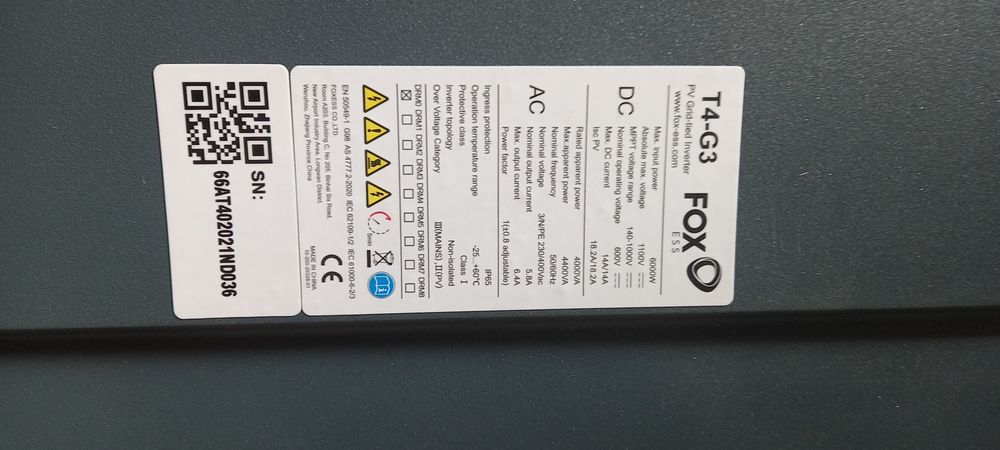 T4-G3
PV Grid-tied Inverter
www.fox-ess.com
FOX
ESS
DC
Max. input power 6000W
Absolute max. voltage 1100V
MPPT voltage range 140-1000V
Nominal operating voltage 600V
Max. DC current 14A/14A
Isc PV 18.2A/18.2A
AC
Rated apparent power 4000VA
Max.apparent power 4400VA
Nominal frequency 50/60Hz
Nominal voltage 3/N/PE 230/400Vac
Nominal output current 5.8A
Max. output current 6.4A
Power factor 1(±0.8 adjustable)
Ingress protection IP65
Operation temperature range -25...+60°C
Protective class Class I
Inverter topology Non-isolated
Over Voltage Category III(MAINS),II(PV)
DRM0 DRM1 DRM2 DRM3 DRM4 DRM5 DRM6 DRM7 DRM8
5min
EN 50549-1 G98 AS 4777.2-2020 IEC 62109-1/2 IEC 61000-6-2/3
FOXESS CO.,LTD.
Room A203, Building C, No 205, Binhai Six Road,
New Airport Industry Area, Longwan District,
Wenzhou, Zhejiang Province China
CE
MADE IN CHINA
SN:
66AT402021ND036